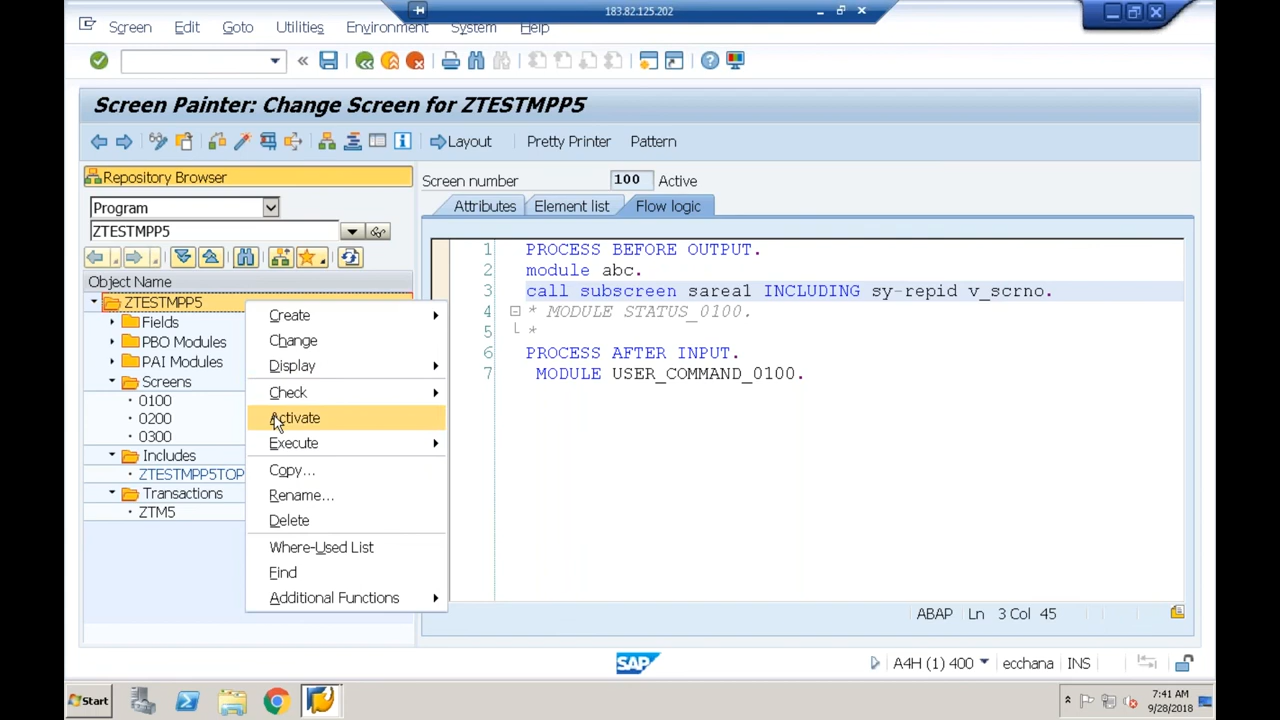 183.82.125.202
Screen Edit Goto Utilities Environment System Help
Screen Painter: Change Screen for ZTESTMPP5
Layout Pretty Printer Pattern
Repository Browser
Program
ZTESTMPP5
Object Name
ZTESTMPP5
Fields
PBO Modules
PAI Modules
Screens
0100
0200
0300
Includes
ZTESTMPP5TOP
Transactions
ZTM5
Create
Change
Display
Check
Activate
Execute
Copy...
Rename...
Delete
Where-Used List
Find
Additional Functions
Screen number 100 Active
Attributes Element list Flow logic
1 PROCESS BEFORE OUTPUT.
2 module abc.
3 call subscreen sarea1 INCLUDING sy-repid v_scrno.
4 * MODULE STATUS_0100.
5 *
6 PROCESS AFTER INPUT.
7 MODULE USER_COMMAND_0100.
ABAP Ln 3 Col 45
SAP
A4H (1) 400 ecchana INS
Start
7:41 AM
9/28/2018